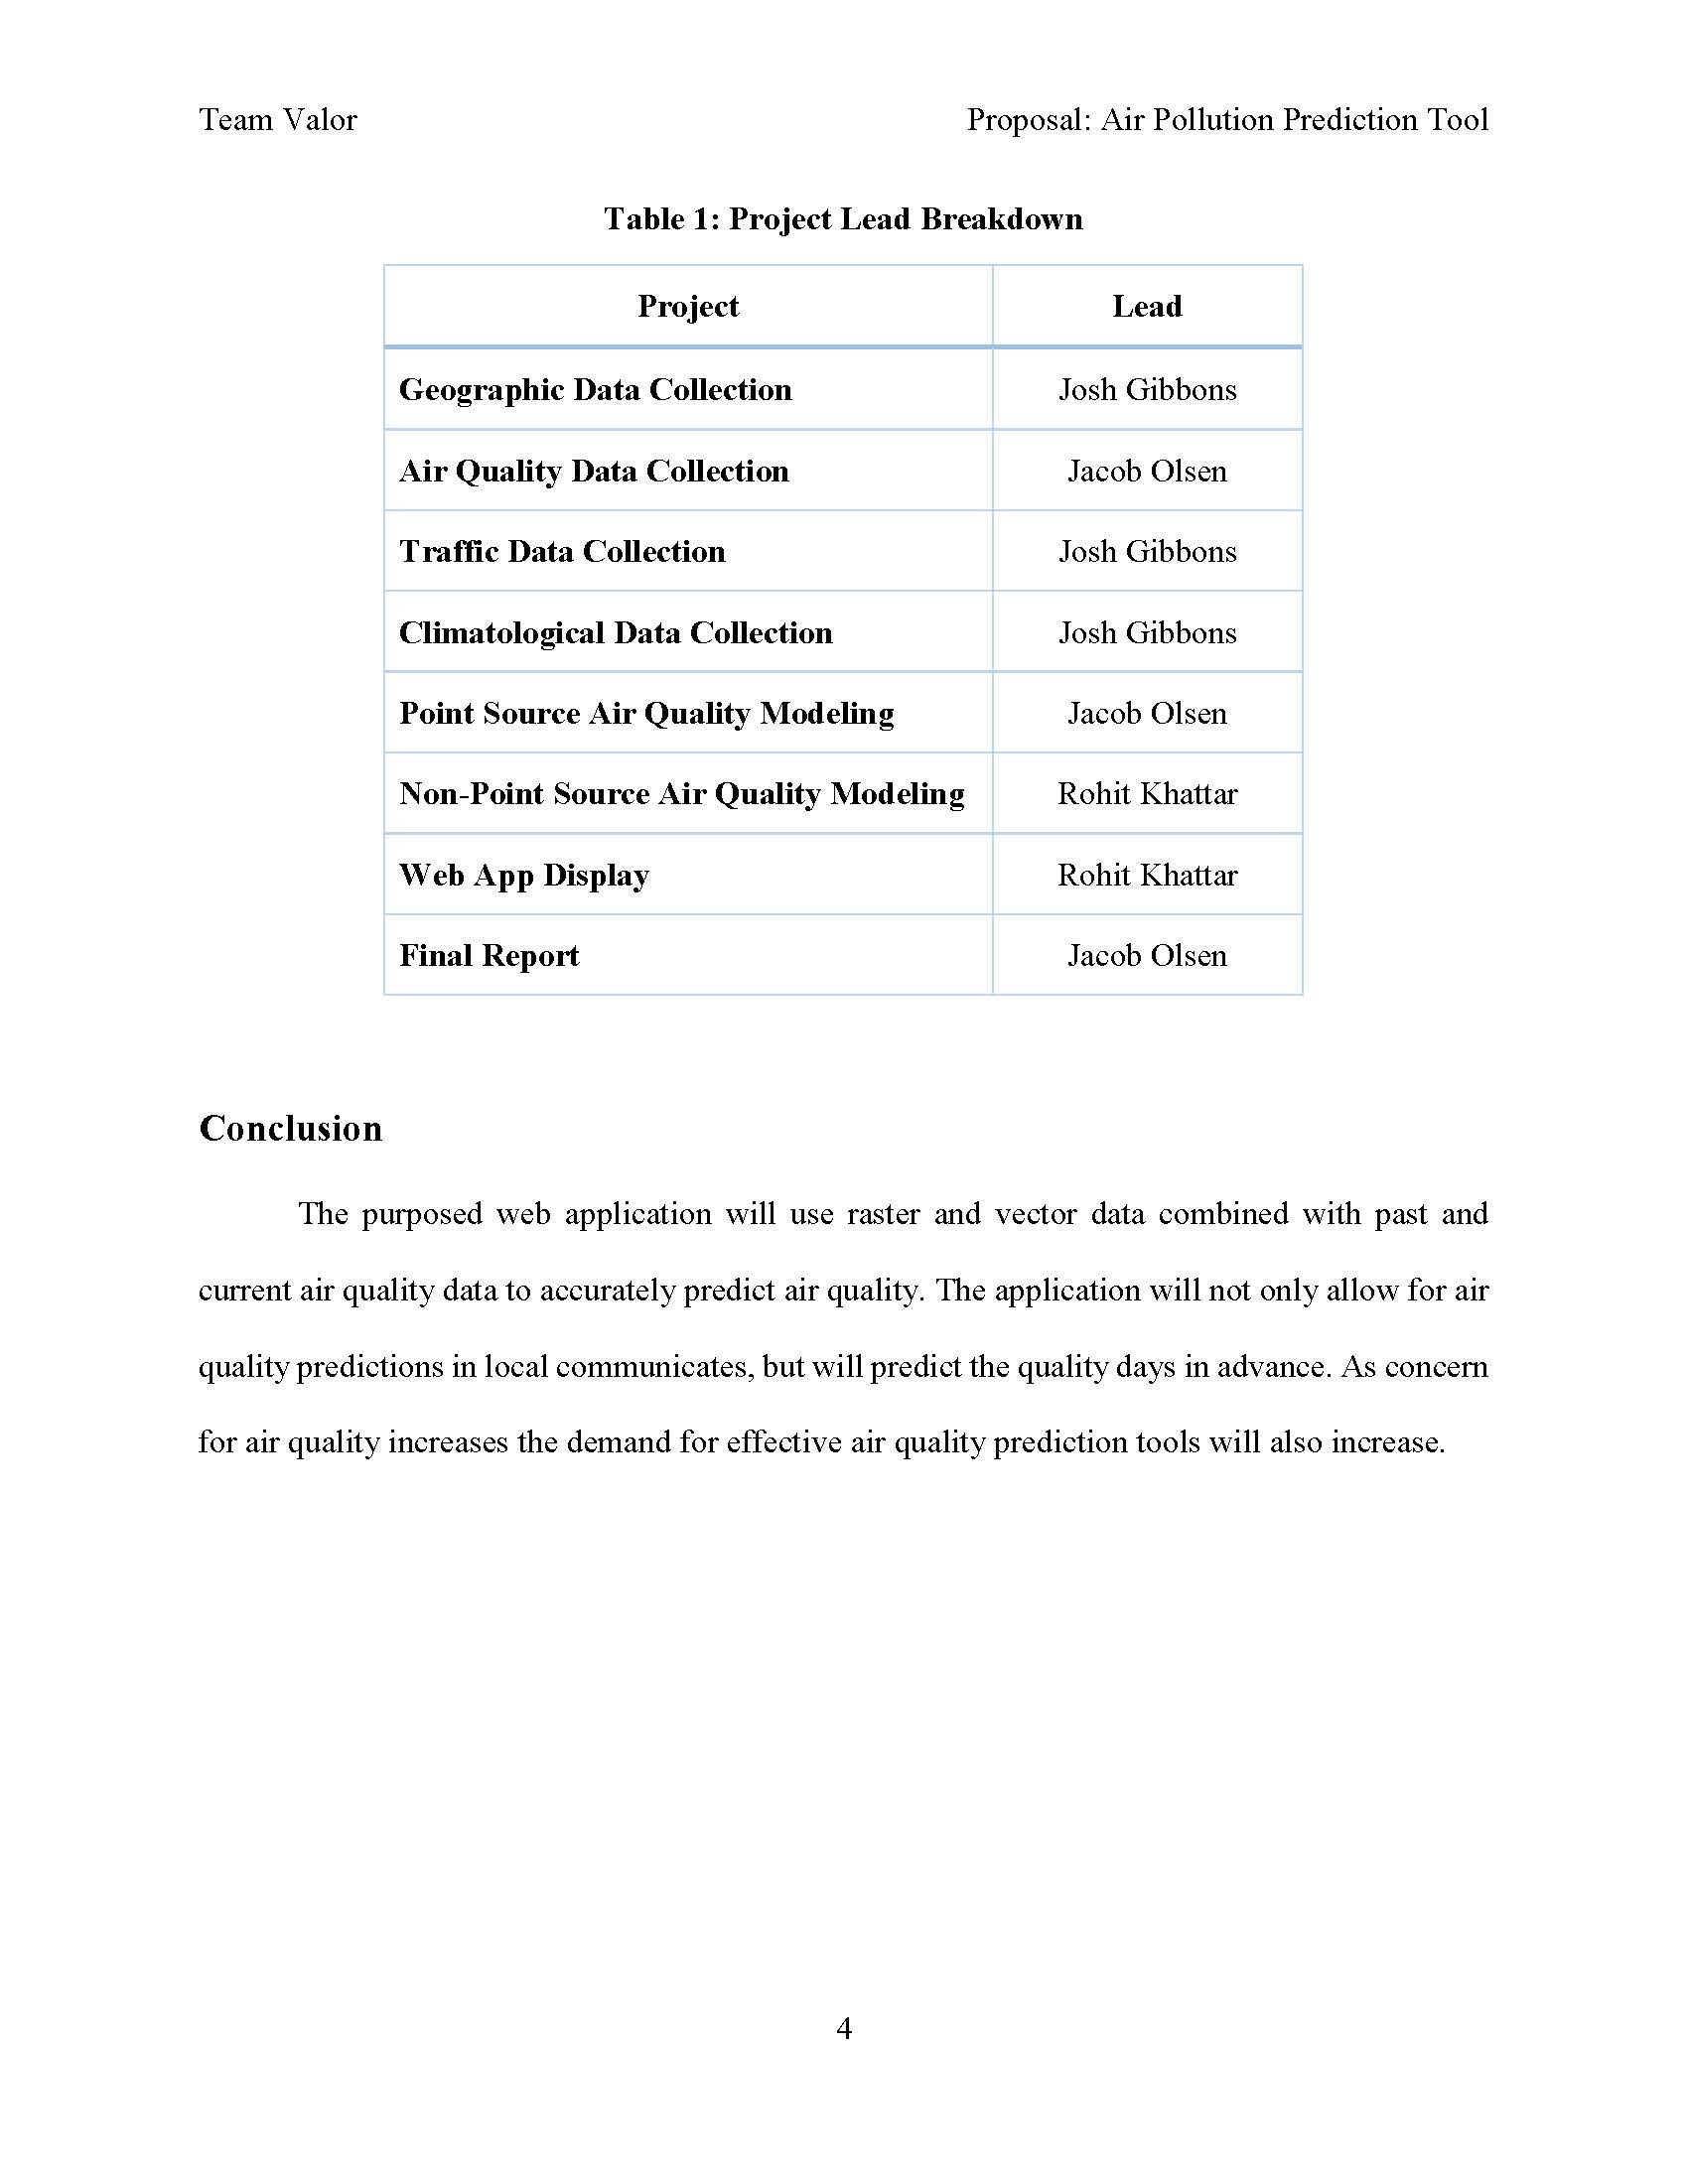 Team Valor Proposal: Air Pollution Prediction Tool
Table 1: Project Lead Breakdown
Project Lead
Geographic Data Collection Josh Gibbons
Air Quality Data Collection Jacob Olsen
Traffic Data Collection Josh Gibbons
Climatological Data Collection Josh Gibbons
Point Source Air Quality Modeling Jacob Olsen
Non-Point Source Air Quality Modeling Rohit Khattar
Web App Display Rohit Khattar
Final Report Jacob Olsen
Conclusion
The purposed web application will use raster and vector data combined with past and
current air quality data to accurately predict air quality. The application will not only allow for air
quality predictions in local communicates, but will predict the quality days in advance. As concern
for air quality increases the demand for effective air quality prediction tools will also increase.
4